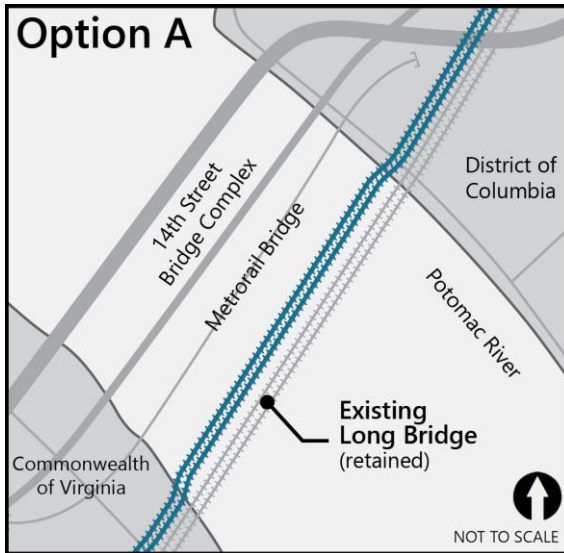 Option A
14th Street
Bridge Complex
Metrorail Bridge
District of
Columbia
Potomac River
Existing
Long Bridge
(retained)
Commonwealth
of Virginia
NOT TO SCALE